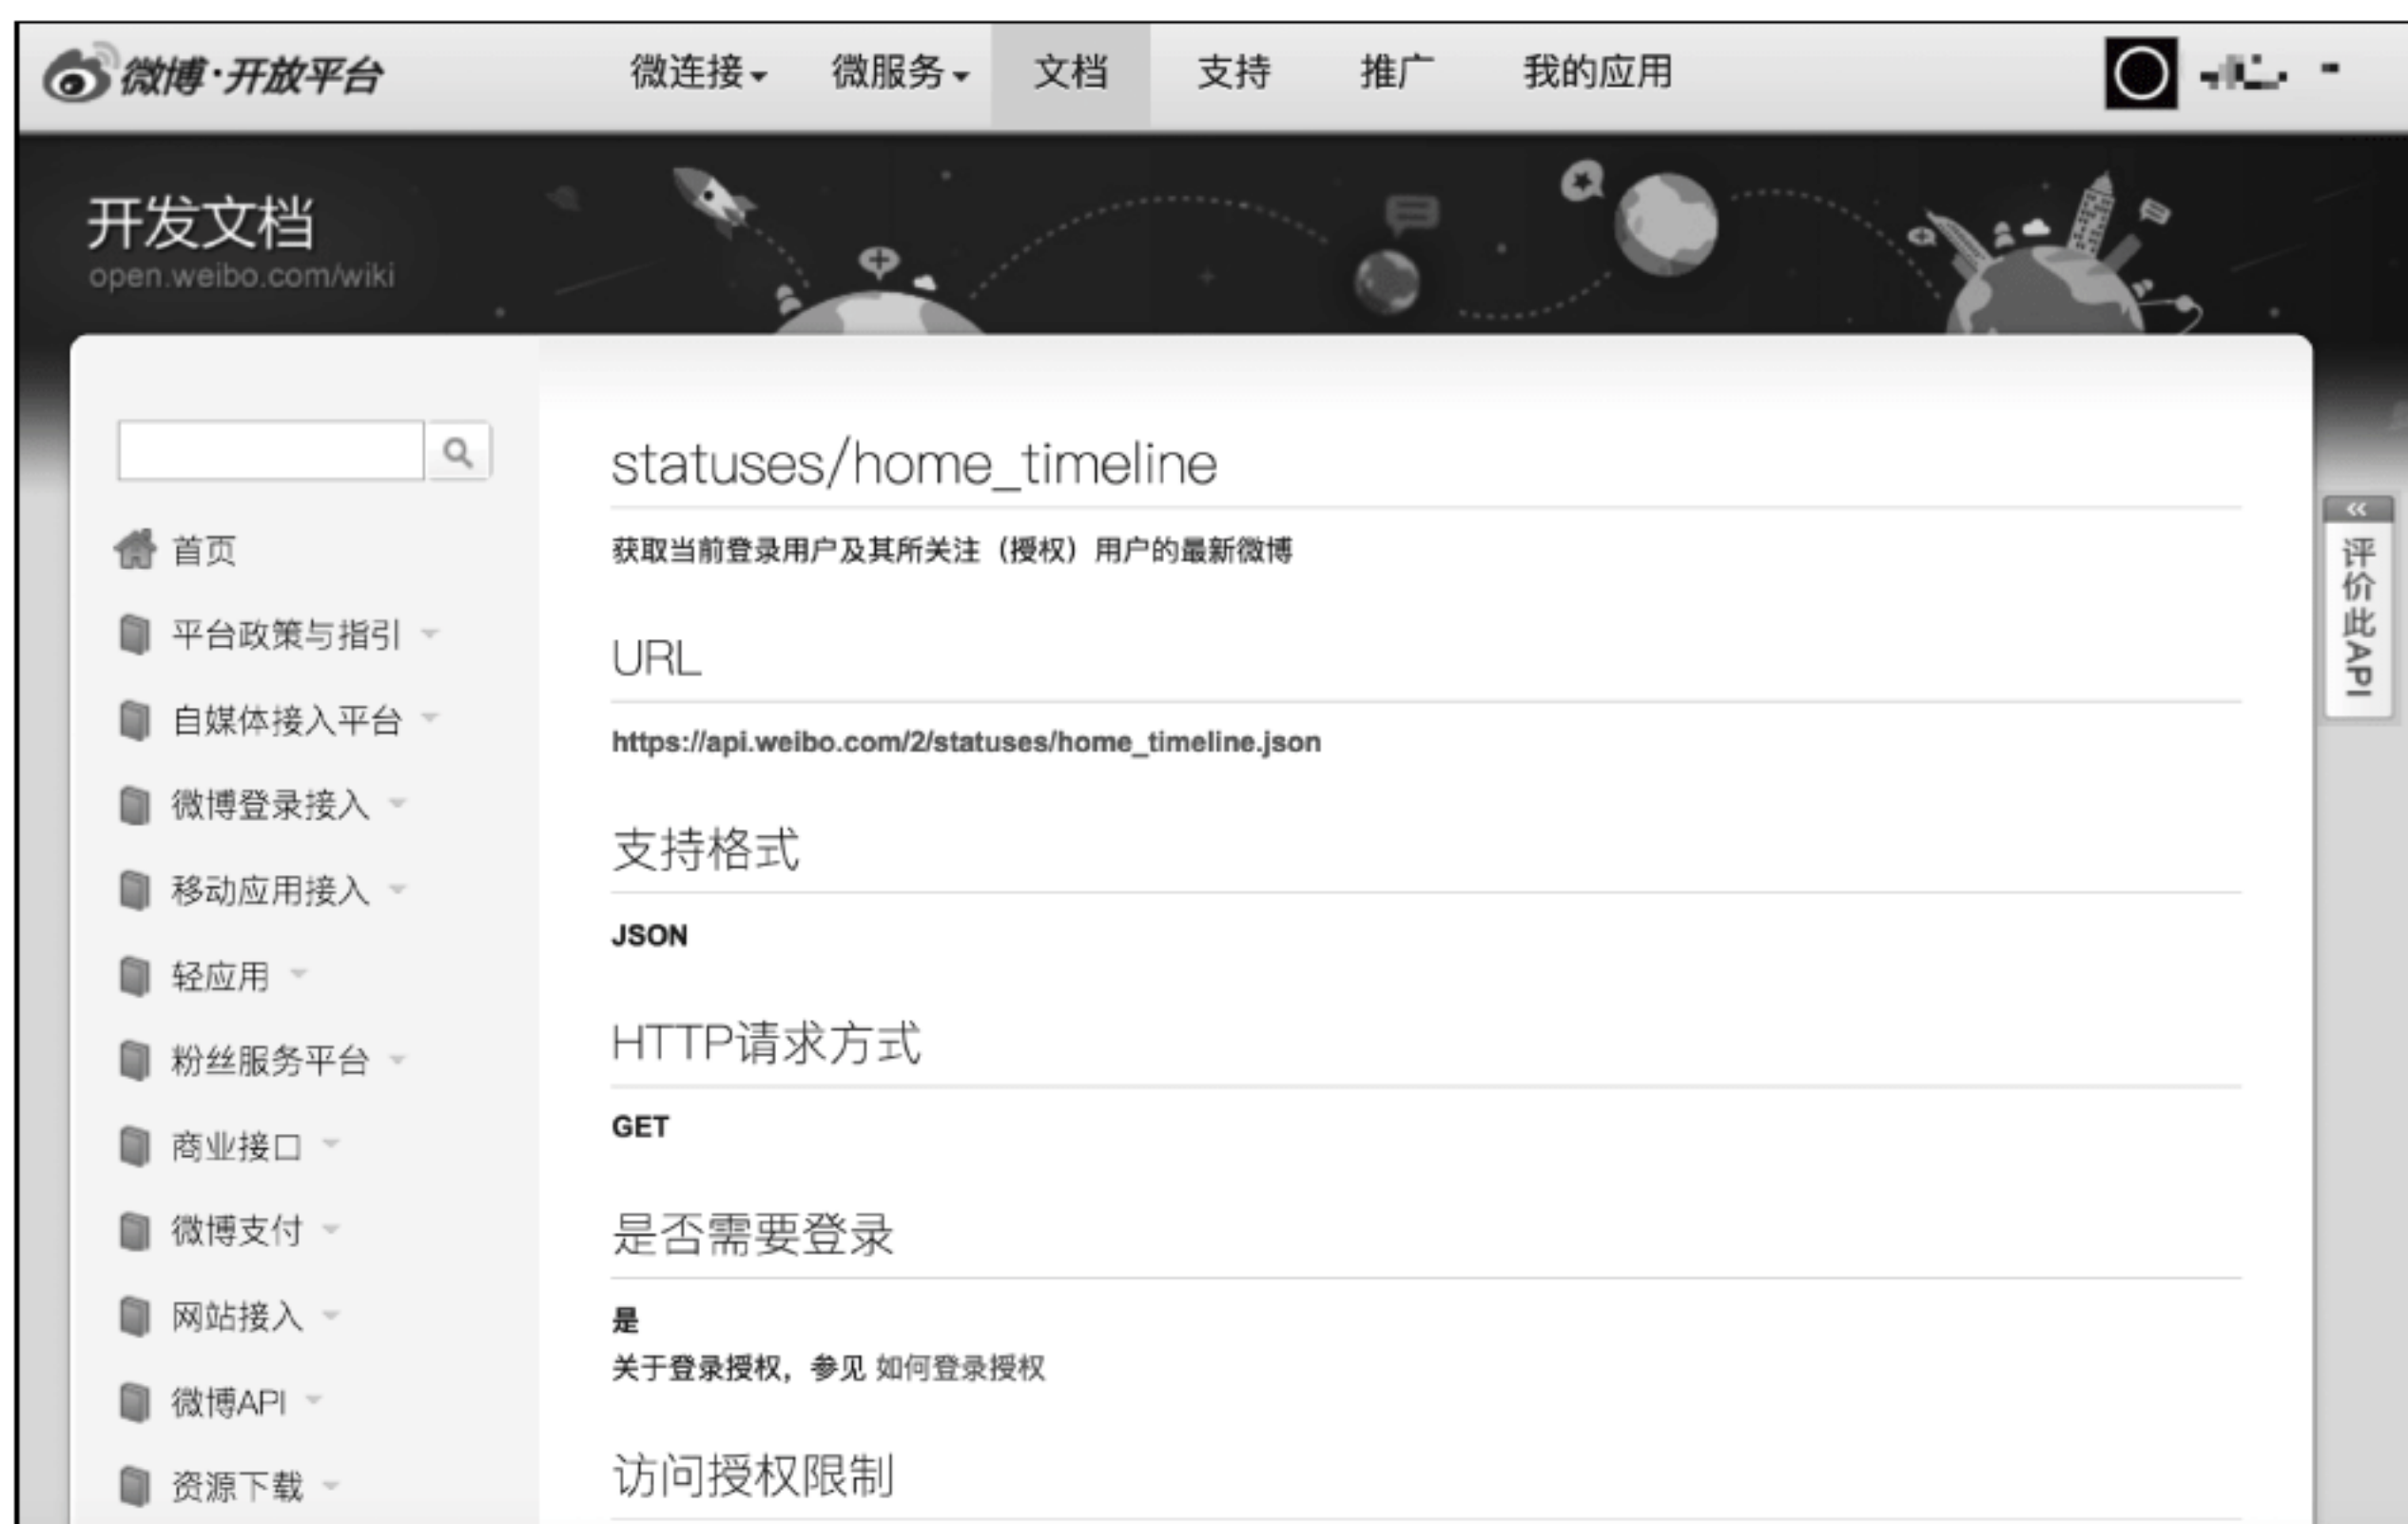 微博·开放平台
微连接 微服务 文档 支持 推广 我的应用
开发文档
open.weibo.com/wiki
首页
平台政策与指引
自媒体接入平台
微博登录接入
移动应用接入
轻应用
粉丝服务平台
商业接口
微博支付
网站接入
微博API
资源下载
statuses/home_timeline
获取当前登录用户及其所关注（授权）用户的最新微博
URL
https://api.weibo.com/2/statuses/home_timeline.json
支持格式
JSON
HTTP请求方式
GET
是否需要登录
是
关于登录授权，参见 如何登录授权
访问授权限制
评价此API